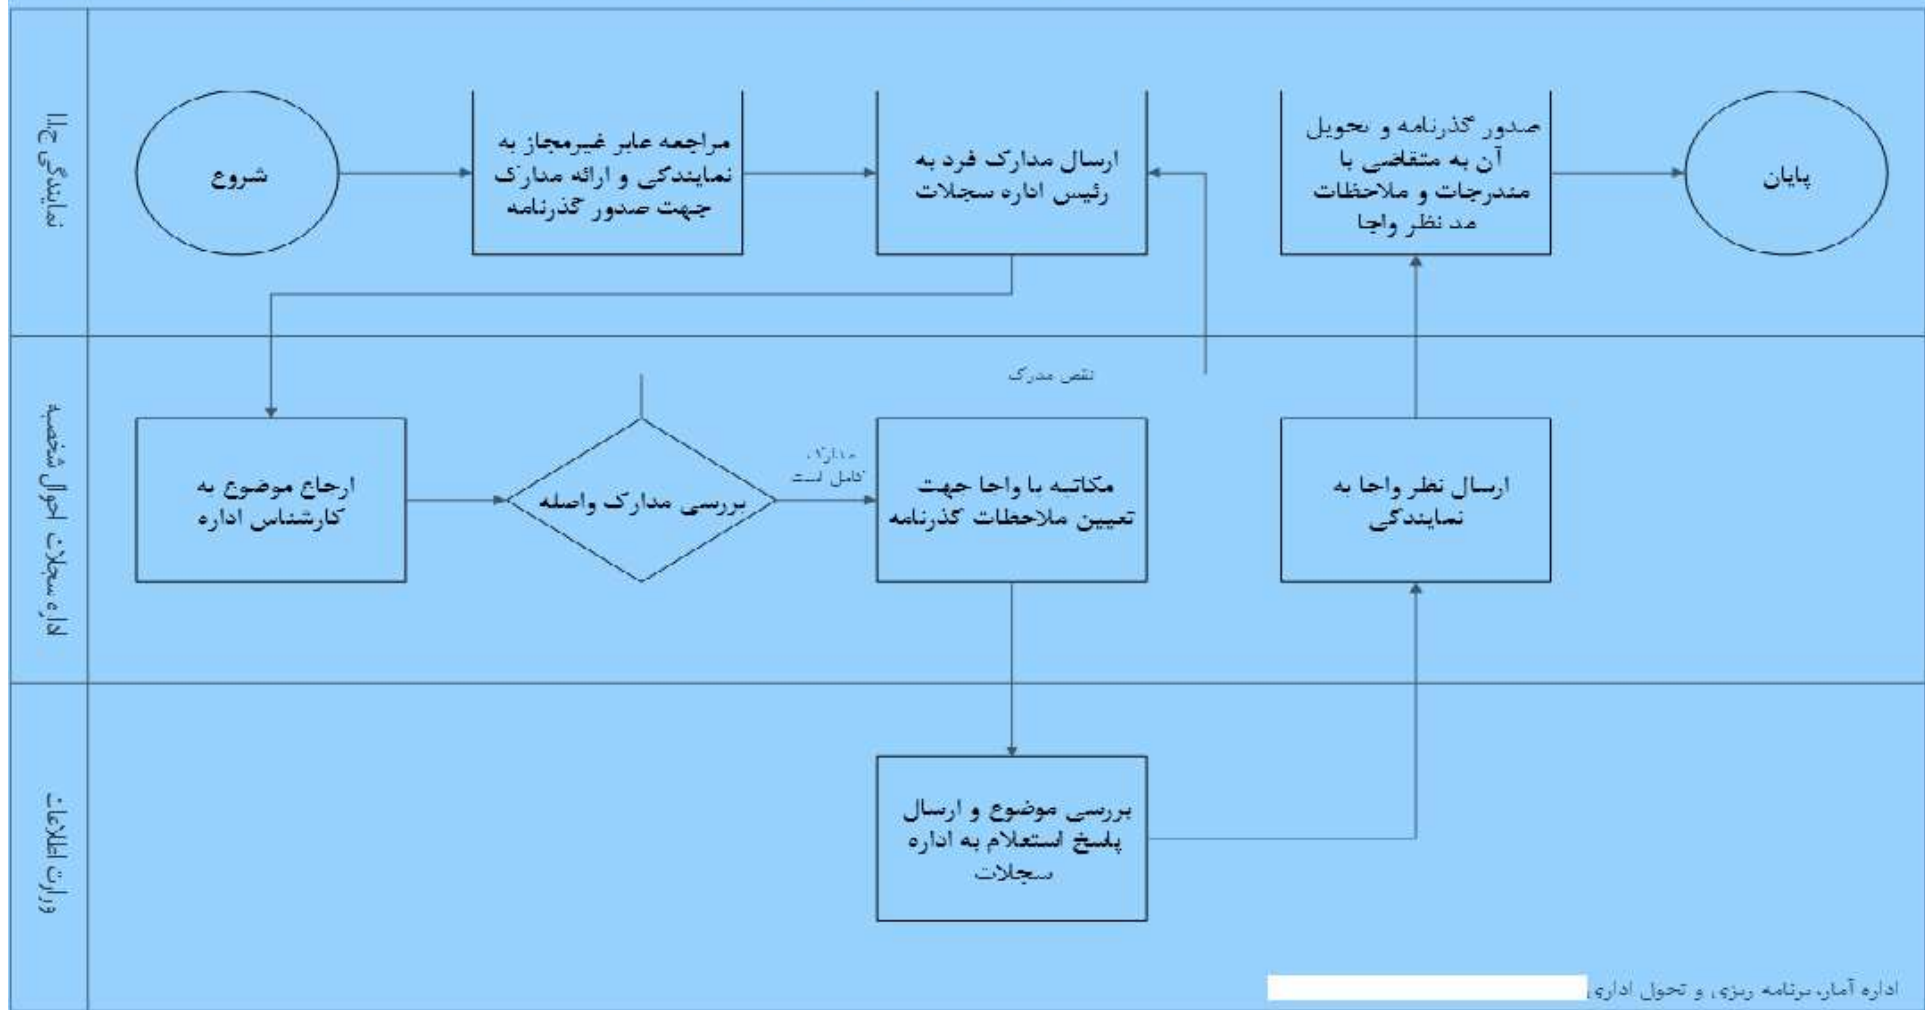 نمایندگی ج.ا.ا
شروع
مراجعه عابر غیرمجاز به
نمایندگی و ارائه مدارک
جهت صدور گذرنامه
ارسال مدارک فرد به
رئیس اداره سجلات
صدور گذرنامه و تحویل
آن به متقاضی با
مندرجات و ملاحظات
مد نظر واجا
پایان
اداره سجلات احوال شخصیه
ارجاع موضوع به
کارشناس اداره
بررسی مدارک واصله
نقص مدرک
مدارک
کامل است
مکاتبه با واجا جهت
تعیین ملاحظات گذرنامه
ارسال نظر واجا به
نمایندگی
وزارت اطلاعات
بررسی موضوع و ارسال
پاسخ استعلام به اداره
سجلات
اداره آمار، برنامه ریزی و تحول اداری